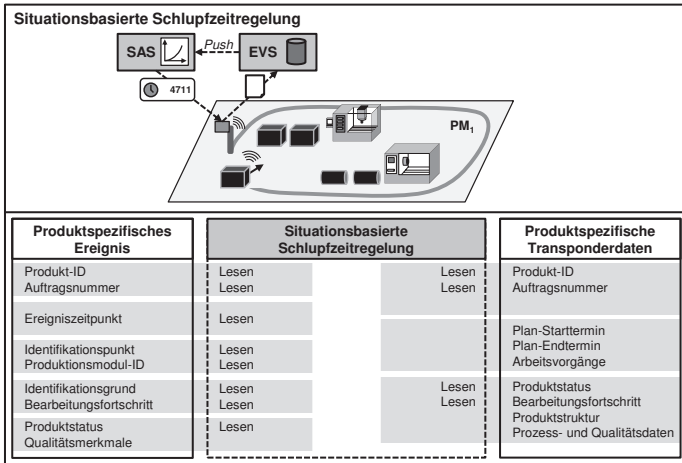 Situationsbasierte Schlupfzeitregelung
SAS
Push
EVS
4711
PM1
Produktspezifisches
Ereignis
Situationsbasierte
Schlupfzeitregelung
Produktspezifische
Transponderdaten
Produkt-ID Lesen Lesen Produkt-ID
Auftragsnummer Lesen Lesen Auftragsnummer
Ereigniszeitpunkt Lesen
Plan-Starttermin
Plan-Endtermin
Arbeitsvorgänge
Identifikationspunkt Lesen
Produktionsmodul-ID Lesen
Identifikationsgrund Lesen Lesen Produktstatus
Bearbeitungsfortschritt Lesen Lesen Bearbeitungsfortschritt
Produktstruktur
Prozess- und Qualitätsdaten
Produktstatus Lesen
Qualitätsmerkmale